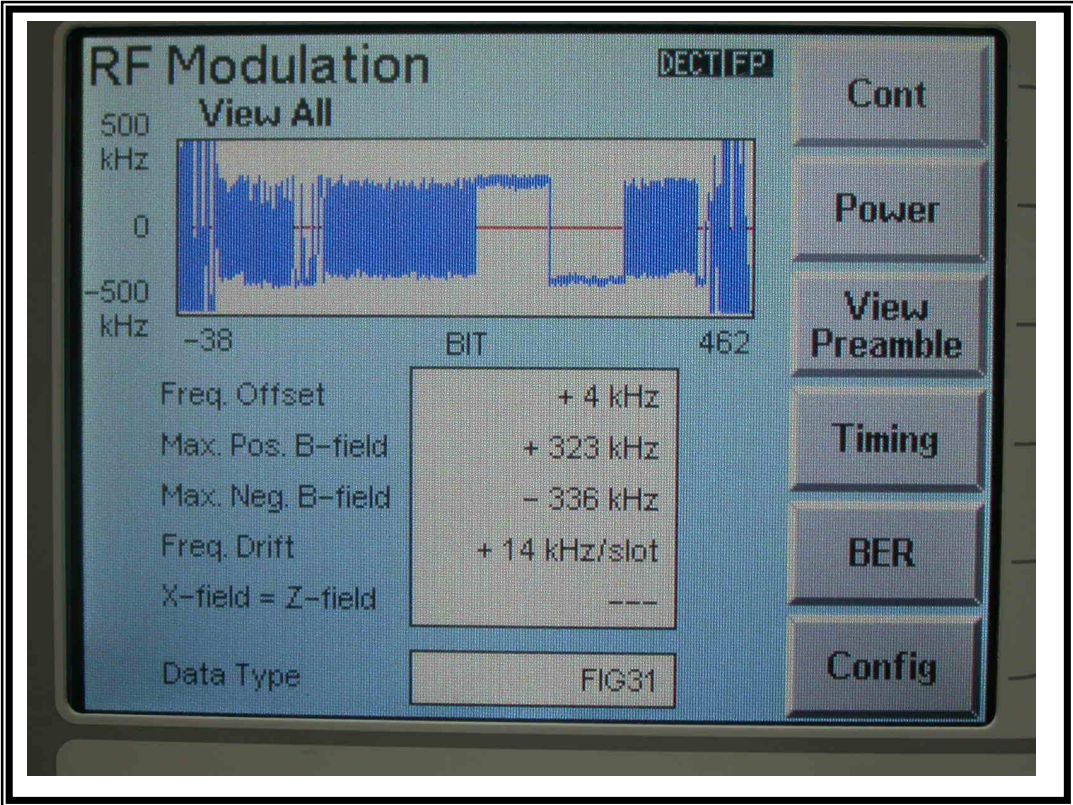 RF Modulation
DECT FP
View All
500
kHz
0
-500
kHz
-38 BIT 462
Freq. Offset + 4 kHz
Max. Pos. B-field + 323 kHz
Max. Neg. B-field - 336 kHz
Freq. Drift + 14 kHz/slot
X-field = Z-field ---
Data Type FIG31
Cont
Power
View
Preamble
Timing
BER
Config